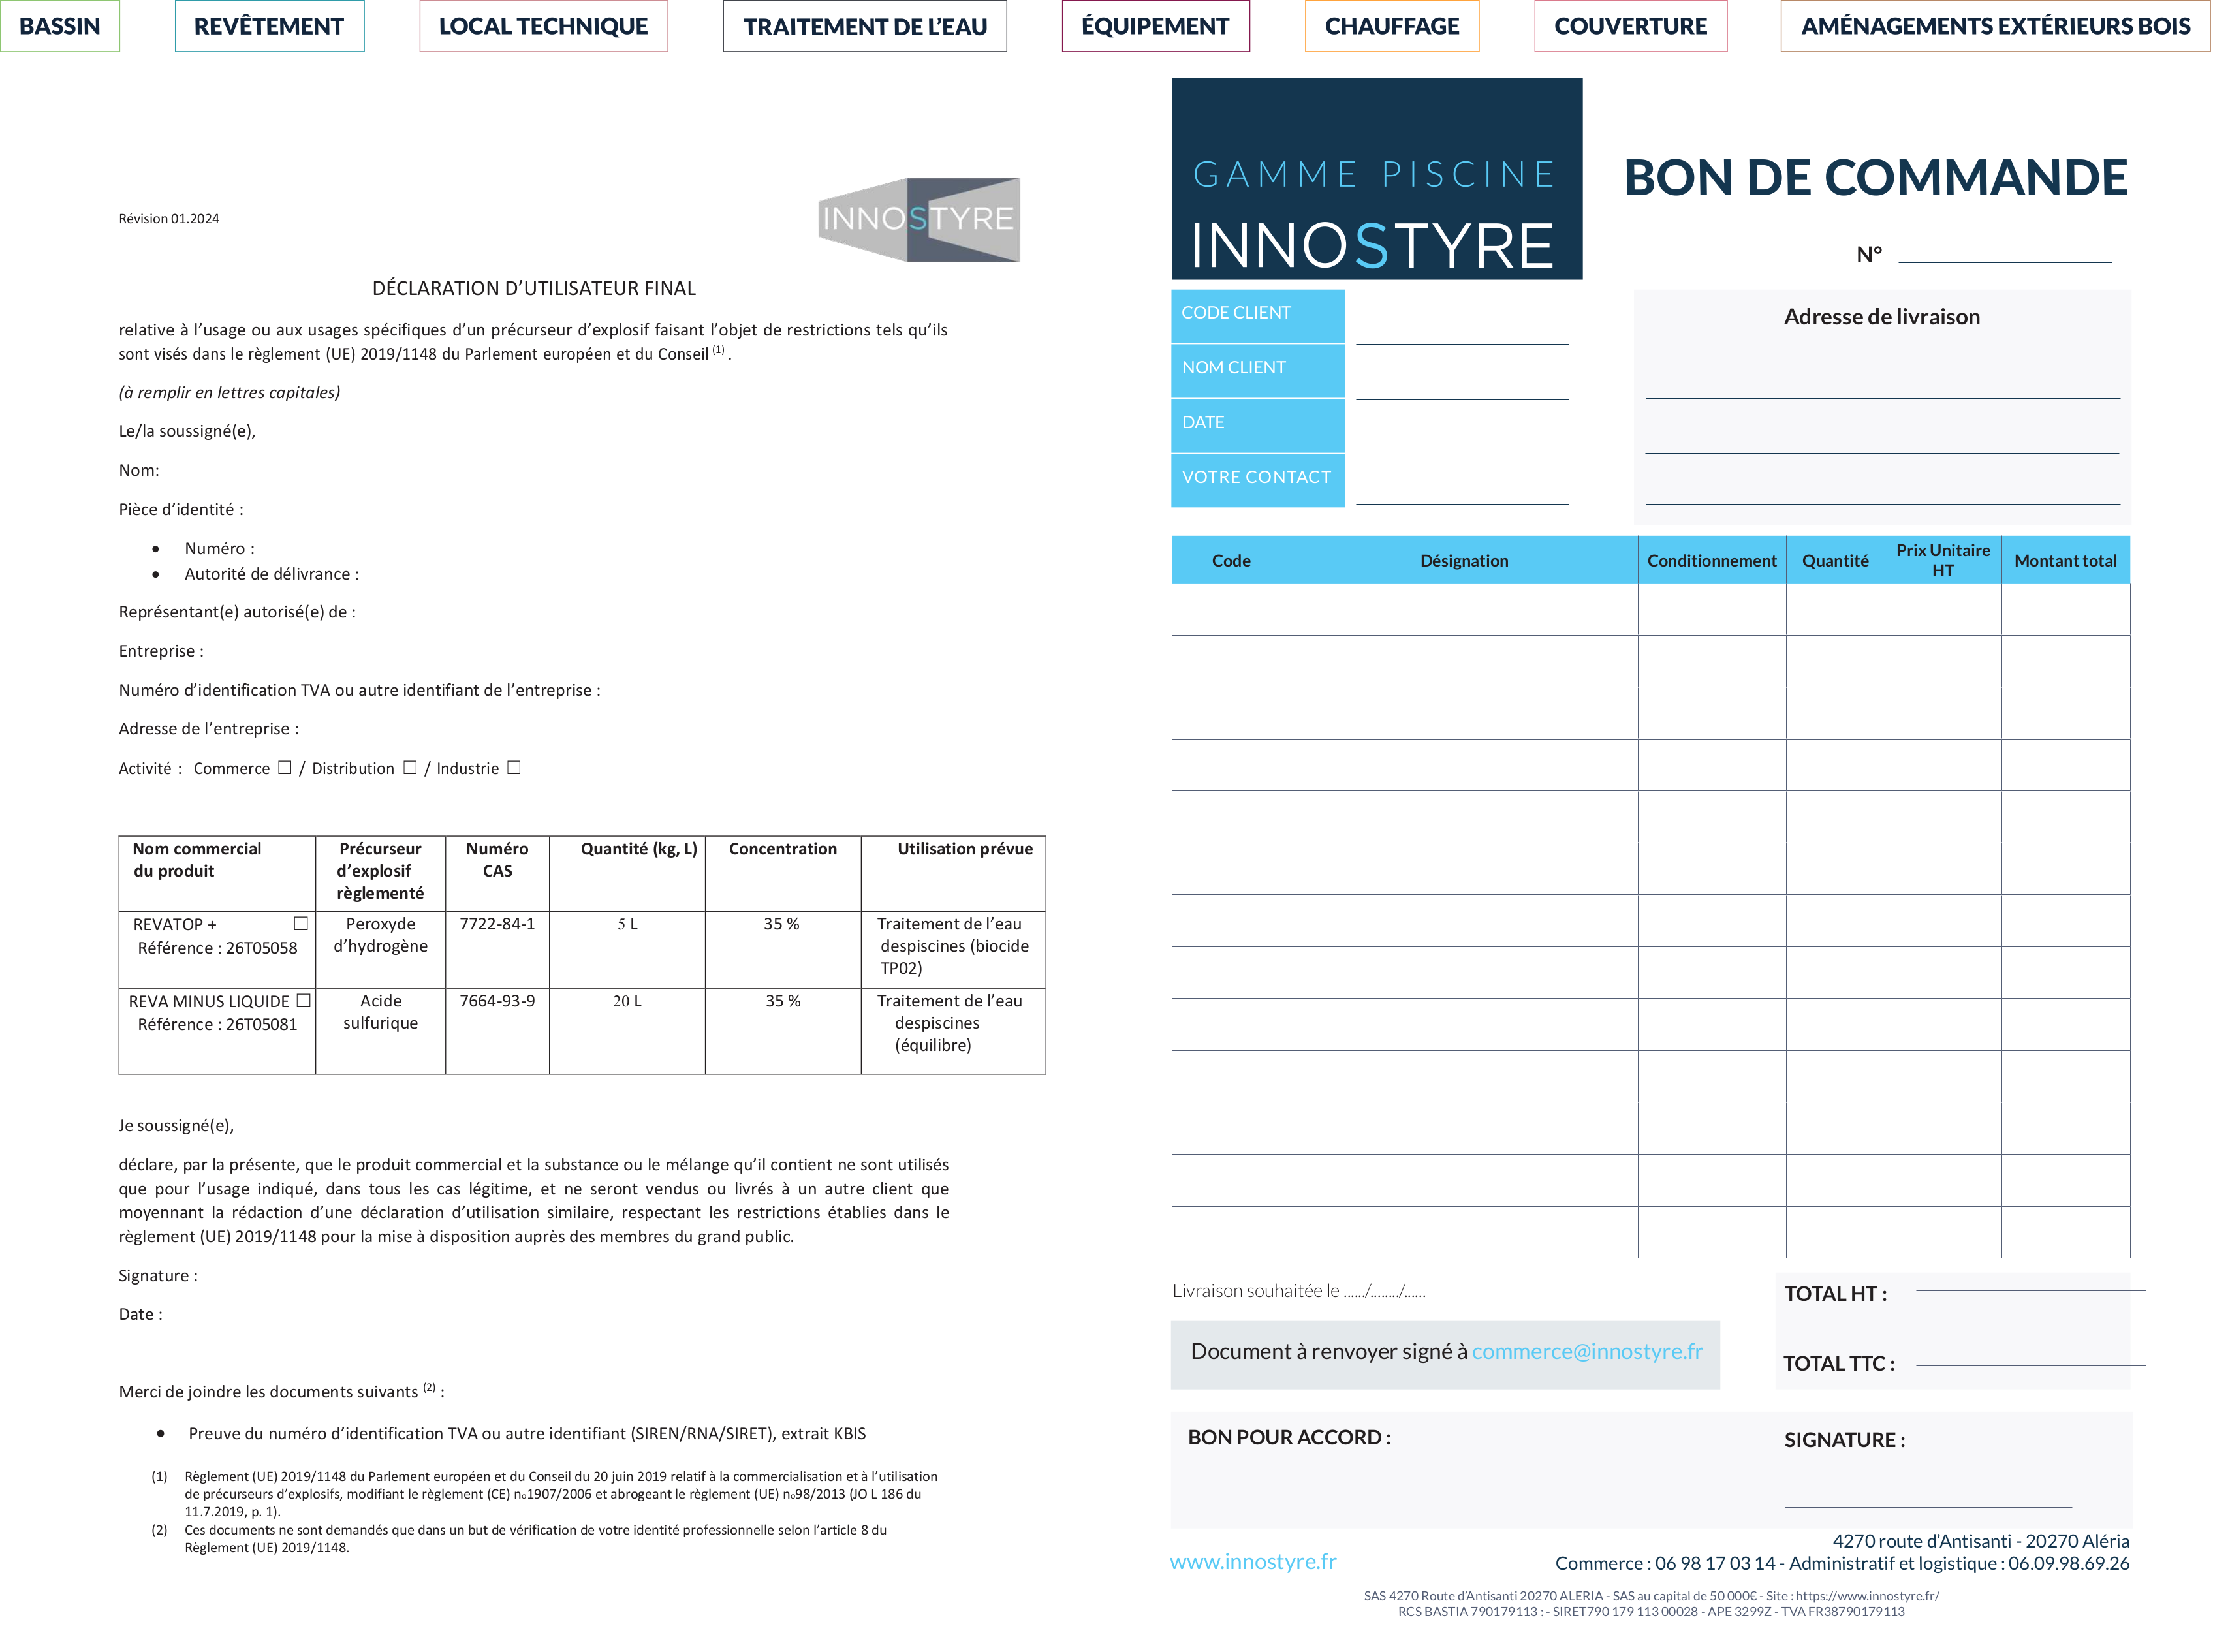 BASSIN
REVÊTEMENT
LOCAL TECHNIQUE
TRAITEMENT DE L’EAU
ÉQUIPEMENT
CHAUFFAGE
COUVERTURE
AMÉNAGEMENTS EXTÉRIEURS BOIS
Révision 01.2024
INNOSTYRE
DÉCLARATION D’UTILISATEUR FINAL
relative à l’usage ou aux usages spécifiques d’un précurseur d’explosif faisant l’objet de restrictions tels qu’ils
sont visés dans le règlement (UE) 2019/1148 du Parlement européen et du Conseil (1) .
(à remplir en lettres capitales)
Le/la soussigné(e),
Nom:
Pièce d’identité :
• Numéro :
• Autorité de délivrance :
Représentant(e) autorisé(e) de :
Entreprise :
Numéro d’identification TVA ou autre identifiant de l’entreprise :
Adresse de l’entreprise :
Activité : Commerce ☐ / Distribution ☐ / Industrie ☐
Nom commercial
du produit
Précurseur
d’explosif
règlementé
Numéro
CAS
Quantité (kg, L)
Concentration
Utilisation prévue
REVATOP + ☐
Référence : 26T05058
Peroxyde
d’hydrogène
7722-84-1
5 L
35 %
Traitement de l’eau
despiscines (biocide
TP02)
REVA MINUS LIQUIDE ☐
Référence : 26T05081
Acide
sulfurique
7664-93-9
20 L
35 %
Traitement de l’eau
despiscines
(équilibre)
Je soussigné(e),
déclare, par la présente, que le produit commercial et la substance ou le mélange qu’il contient ne sont utilisés
que pour l’usage indiqué, dans tous les cas légitime, et ne seront vendus ou livrés à un autre client que
moyennant la rédaction d’une déclaration d’utilisation similaire, respectant les restrictions établies dans le
règlement (UE) 2019/1148 pour la mise à disposition auprès des membres du grand public.
Signature :
Date :
Merci de joindre les documents suivants (2) :
• Preuve du numéro d’identification TVA ou autre identifiant (SIREN/RNA/SIRET), extrait KBIS
(1) Règlement (UE) 2019/1148 du Parlement européen et du Conseil du 20 juin 2019 relatif à la commercialisation et à l’utilisation
de précurseurs d’explosifs, modifiant le règlement (CE) no1907/2006 et abrogeant le règlement (UE) no98/2013 (JO L 186 du
11.7.2019, p. 1).
(2) Ces documents ne sont demandés que dans un but de vérification de votre identité professionnelle selon l’article 8 du
Règlement (UE) 2019/1148.
GAMME PISCINE
INNOSTYRE
BON DE COMMANDE
N°
CODE CLIENT
NOM CLIENT
DATE
VOTRE CONTACT
Adresse de livraison
Code
Désignation
Conditionnement
Quantité
Prix Unitaire
HT
Montant total
Livraison souhaitée le ....../......../......
TOTAL HT :
Document à renvoyer signé à commerce@innostyre.fr
TOTAL TTC :
BON POUR ACCORD :
SIGNATURE :
4270 route d’Antisanti - 20270 Aléria
www.innostyre.fr
Commerce : 06 98 17 03 14 - Administratif et logistique : 06.09.98.69.26
SAS 4270 Route d’Antisanti 20270 ALERIA - SAS au capital de 50 000€ - Site : https://www.innostyre.fr/
RCS BASTIA 790179113 : - SIRET790 179 113 00028 - APE 3299Z - TVA FR38790179113